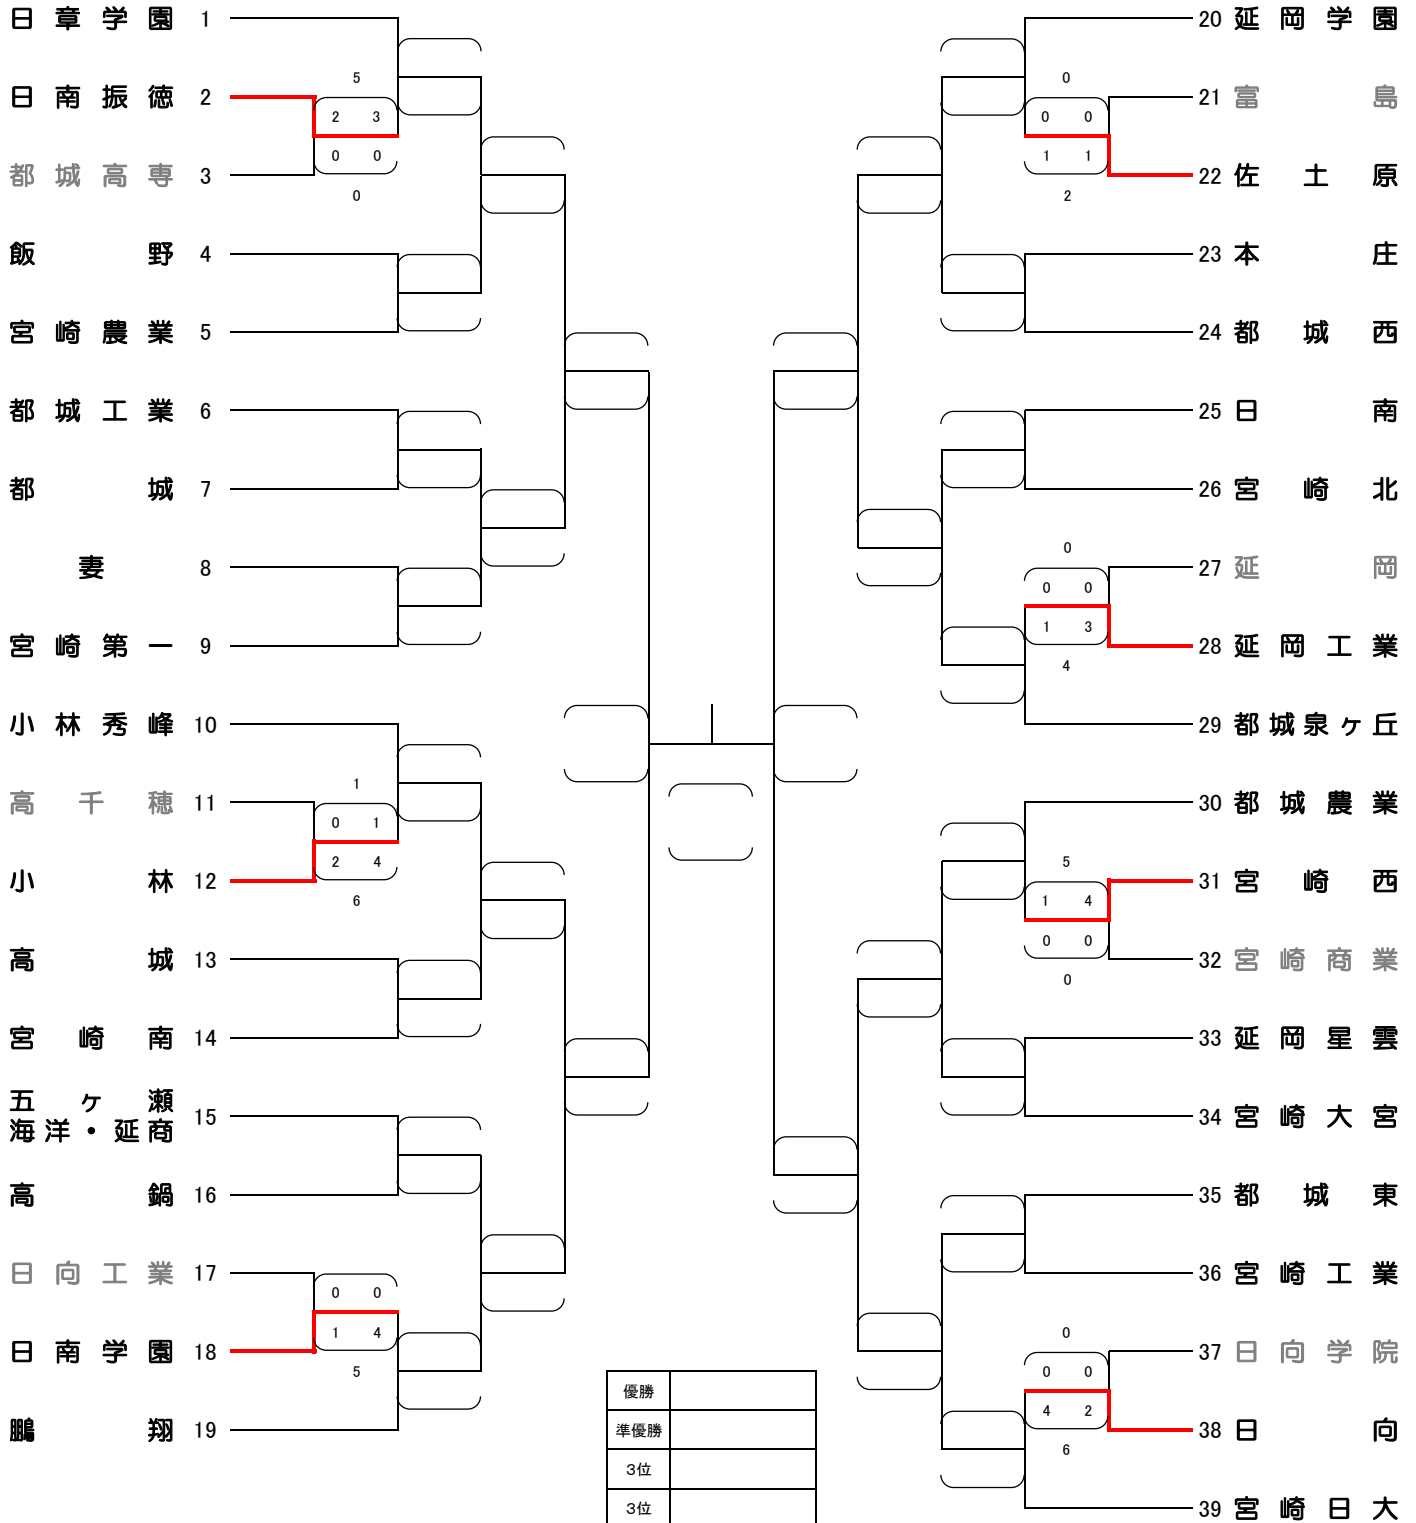 日章学園 1
5
日南振徳 2
2 3
0 0
都城高専 3
0
飯野 4
宮崎農業 5
都城工業 6
都城 7
妻 8
宮崎第一 9
小林秀峰 10
1
高千穂 11
0 1
2 4
小林 12
6
高城 13
宮崎南 14
五ヶ瀬
海洋・延商 15
高鍋 16
日向工業 17
0 0
1 4
日南学園 18
5
鵬翔 19
20 延岡学園
0
21 富島
0 0
1 1
22 佐土原
2
23 本庄
24 都城西
25 日南
26 宮崎北
0
27 延岡
0 0
1 3
28 延岡工業
4
29 都城泉ヶ丘
30 都城農業
5
31 宮崎西
1 4
0 0
32 宮崎商業
0
33 延岡星雲
34 宮崎大宮
35 都城東
36 宮崎工業
0
37 日向学院
0 0
4 2
38 日向
6
39 宮崎日大
優勝
準優勝
3位
3位